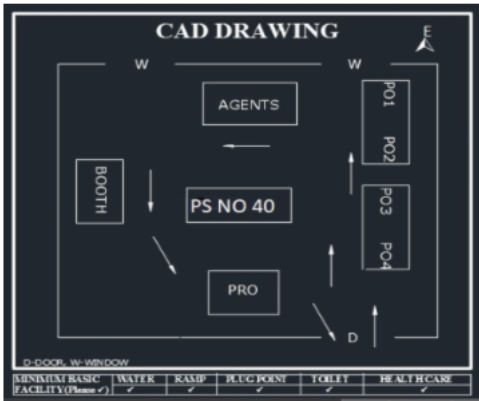 CAD DRAWING
E
W
W
AGENTS
PO1
PO2
BOOTH
PS NO 40
PO3
PO4
PRO
D
D-DOOR, W-WINDOW
MINIMUM BASIC FACILITY(Please ✓) WATER RAMP PLUG POINT TOILET HEALTH CARE
✓ ✓ ✓ ✓ ✓